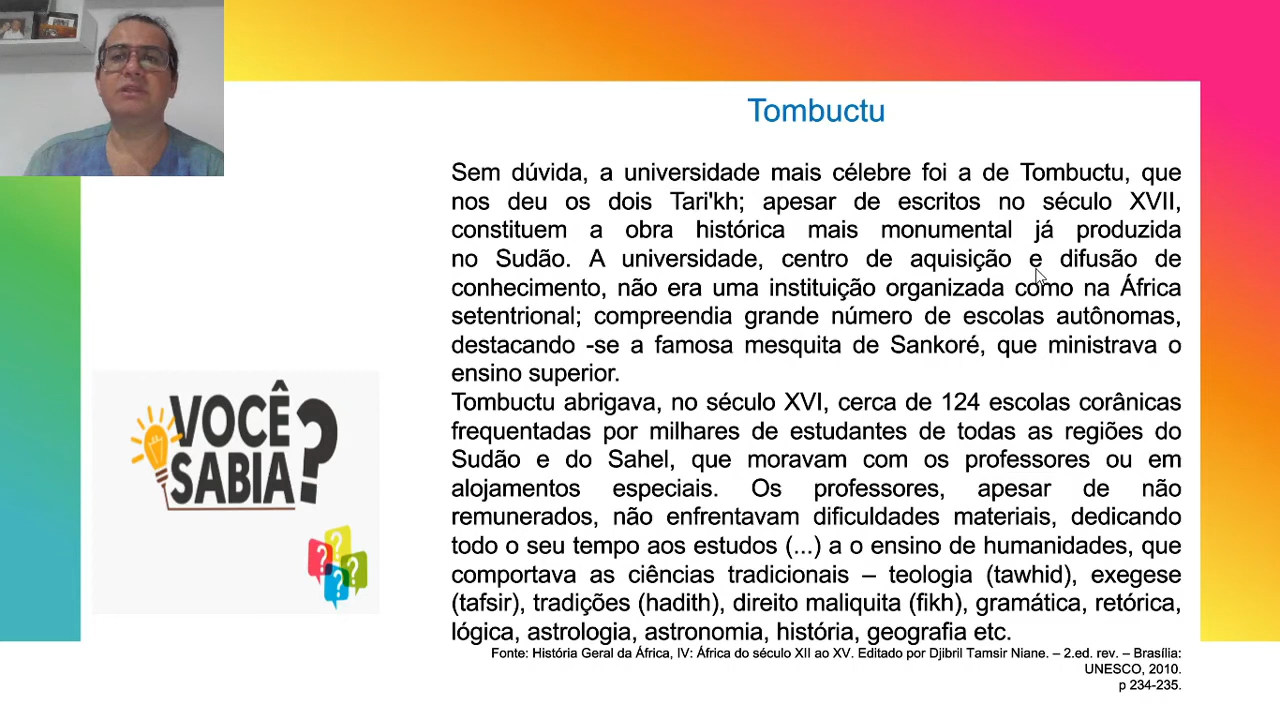 Tombuctu
Sem dúvida, a universidade mais célebre foi a de Tombuctu, que
nos deu os dois Tari'kh; apesar de escritos no século XVII,
constituem a obra histórica mais monumental já produzida
no Sudão. A universidade, centro de aquisição e difusão de
conhecimento, não era uma instituição organizada como na África
setentrional; compreendia grande número de escolas autônomas,
destacando -se a famosa mesquita de Sankoré, que ministrava o
ensino superior.
Tombuctu abrigava, no século XVI, cerca de 124 escolas corânicas
frequentadas por milhares de estudantes de todas as regiões do
Sudão e do Sahel, que moravam com os professores ou em
alojamentos especiais. Os professores, apesar de não
remunerados, não enfrentavam dificuldades materiais, dedicando
todo o seu tempo aos estudos (...) a o ensino de humanidades, que
comportava as ciências tradicionais – teologia (tawhid), exegese
(tafsir), tradições (hadith), direito maliquita (fikh), gramática, retórica,
lógica, astrologia, astronomia, história, geografia etc.
Fonte: História Geral da África, IV: África do século XII ao XV. Editado por Djibril Tamsir Niane. – 2.ed. rev. – Brasília:
UNESCO, 2010.
p 234-235.
VOCÊ
SABIA?
? ? ? ?